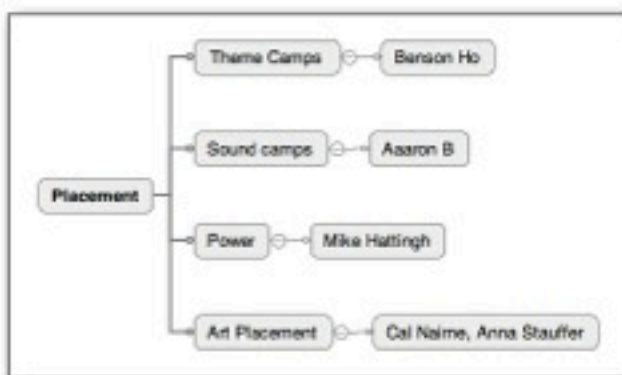 Theme Camps
Benson Ho
Sound camps
Aaaron B
Placement
Power
Mike Hattingh
Art Placement
Cal Nairne, Anna Stauffer